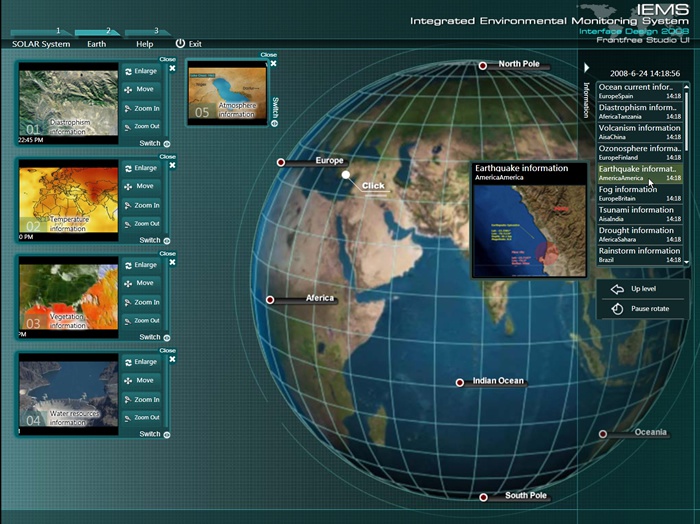 IEMS
Integrated Environmental Monitoring System
Interface Design 2008
Frontfree Studio UI
1 2 3
SOLAR System Earth Help Exit
Close
Enlarge
Move
Zoom In
Zoom Out
01
Diastrophism
information
22:45 PM
Switch
Close
Enlarge
Move
Zoom In
Zoom Out
02
Temperature
information
0 PM
Switch
Close
Enlarge
Move
Zoom In
Zoom Out
03
Vegetation
information
PM
Switch
Close
Enlarge
Move
Zoom In
Zoom Out
04
Water resources
information
Switch
Close
05
Atmosphere
information
Switch
North Pole
Europe
Click
Aferica
Indian Ocean
Oceania
South Pole
Earthquake information
AmericaAmerica
2008-6-24 14:18:56
Information
Ocean current infor..
EuropeSpain 14:18
Diastrophism inform..
AfericaTanzania 14:18
Volcanism information
AisaChina 14:18
Ozonosphere informa..
EuropeFinland 14:18
Earthquake informat..
AmericaAmerica 14:18
Fog information
EuropeBritain 14:18
Tsunami information
AisaIndia 14:18
Drought information
AfericaSahara 14:18
Rainstorm information
Brazil 14:18
Up level
Pause rotate